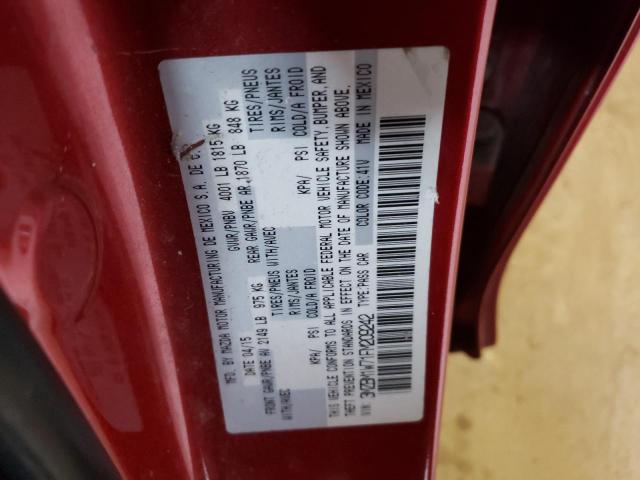 MFD. BY MAZDA MOTOR MANUFACTURING DE MEXICO S.A. DE C.
DATE 04/15 GVWR/PNBV 4001 LB 1815 KG
FRONT GAWR/PNBE AV 2149 LB 975 KG REAR GAWR/PNBE AR 1870 LB 848 KG
WITH/AVEC TIRES/PNEUS WITH/AVEC TIRES/PNEUS
RIMS/JANTES RIMS/JANTES
KPA/ PSI COLD/A FROID KPA/ PSI COLD/A FROID
THIS VEHICLE CONFORMS TO ALL APPLICABLE FEDERAL MOTOR VEHICLE SAFETY, BUMPER, AND
THEFT PREVENTION STANDARDS IN EFFECT ON THE DATE OF MANUFACTURE SHOWN ABOVE.
VIN: 3MZBM1W71FM209242 TYPE:PASS CAR COLOR CODE:41V MADE IN MEXICO